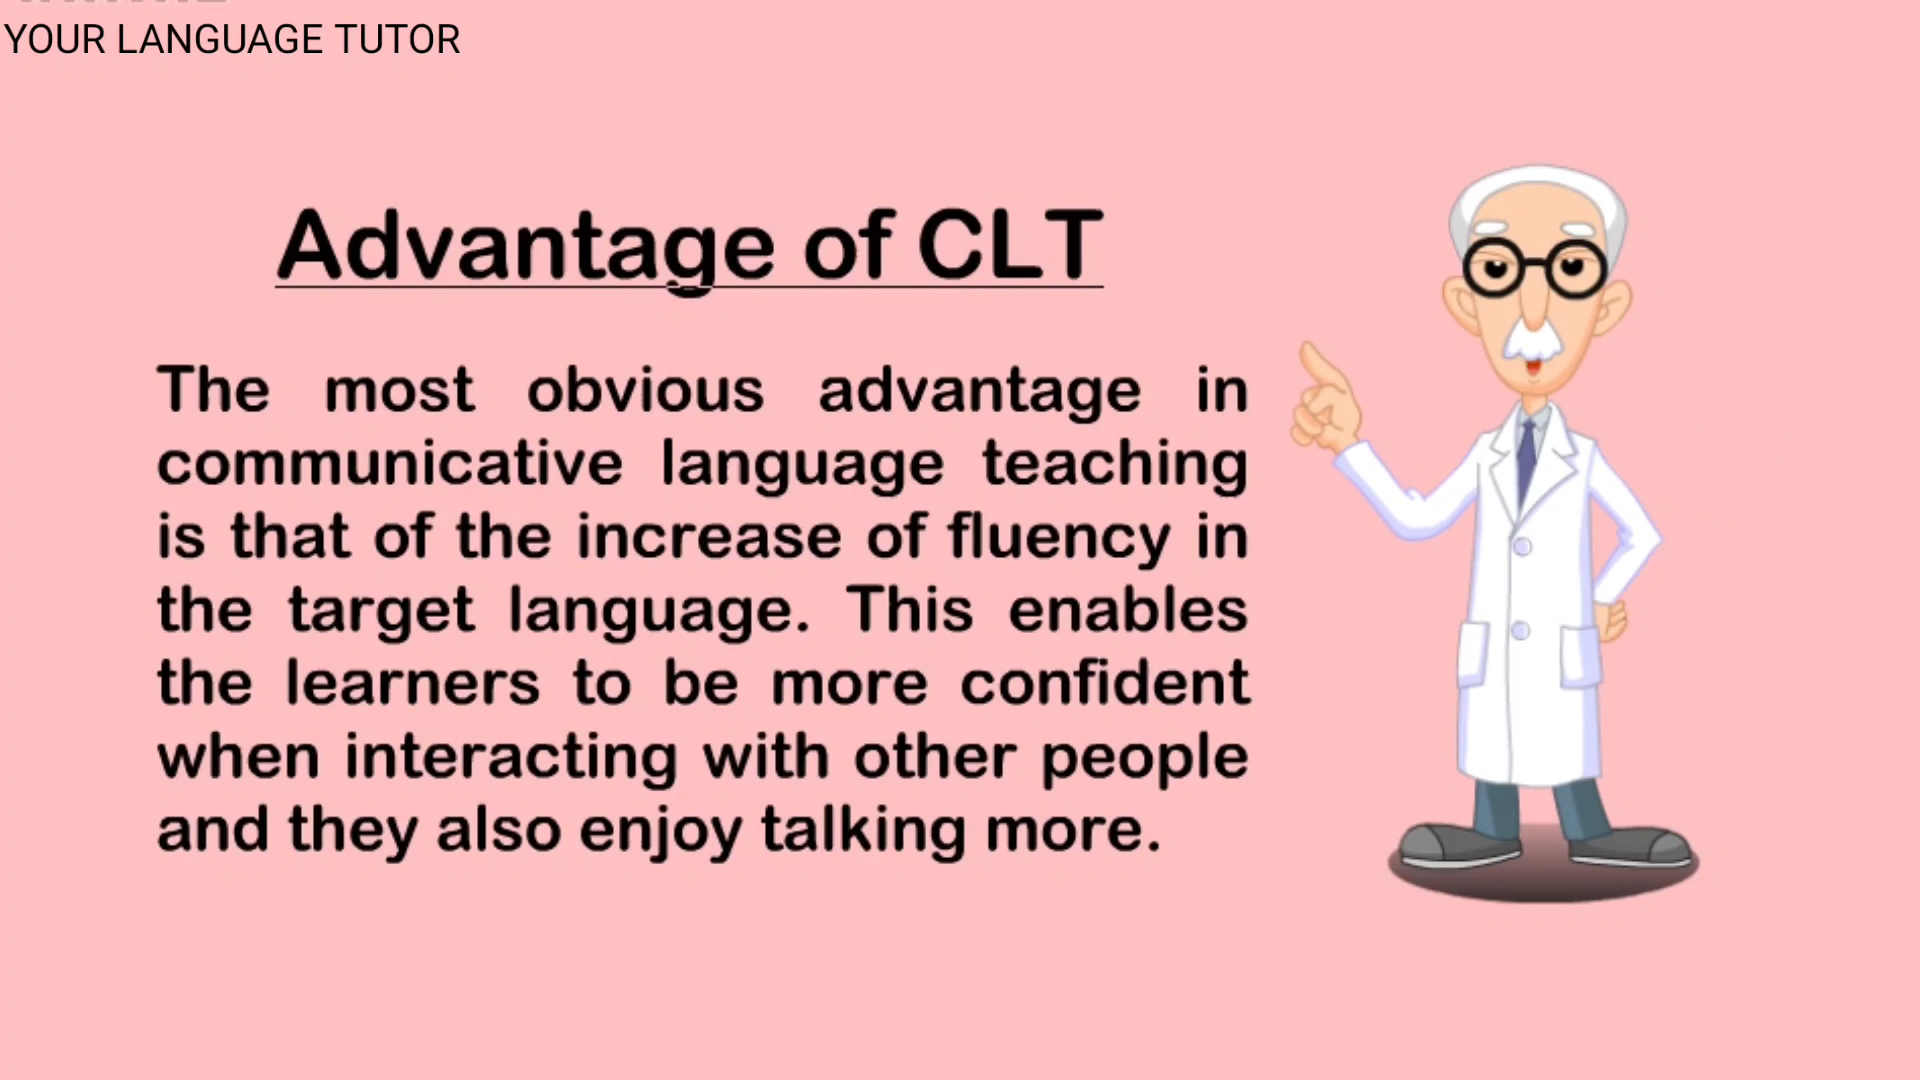 YOUR LANGUAGE TUTOR
Advantage of CLT
The most obvious advantage in
communicative language teaching
is that of the increase of fluency in
the target language. This enables
the learners to be more confident
when interacting with other people
and they also enjoy talking more.